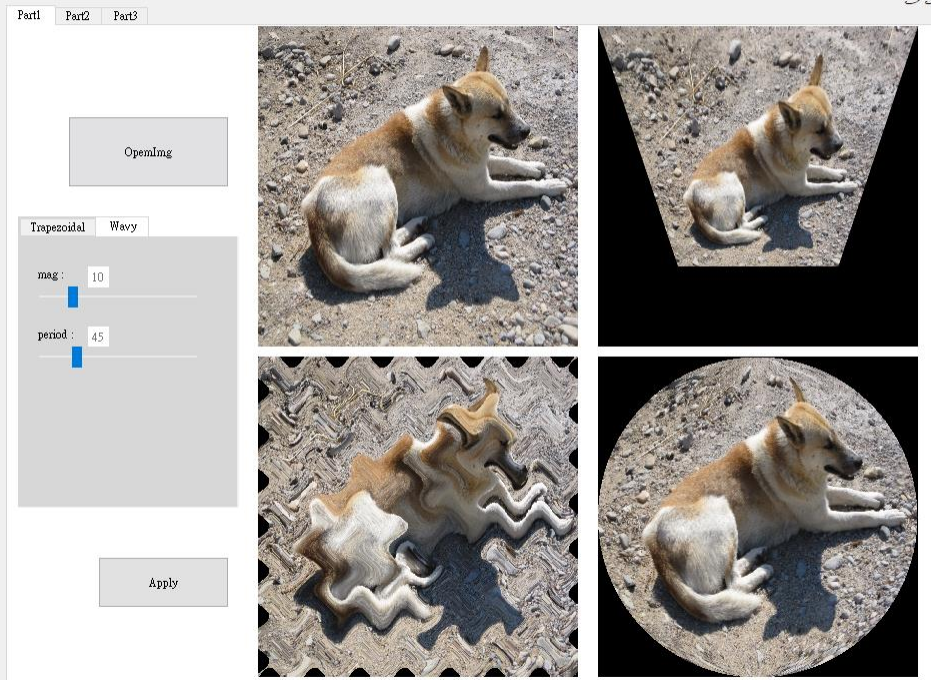 Part1 Part2 Part3
OpemImg
Trapezoidal Wavy
mag : 10
period : 45
Apply